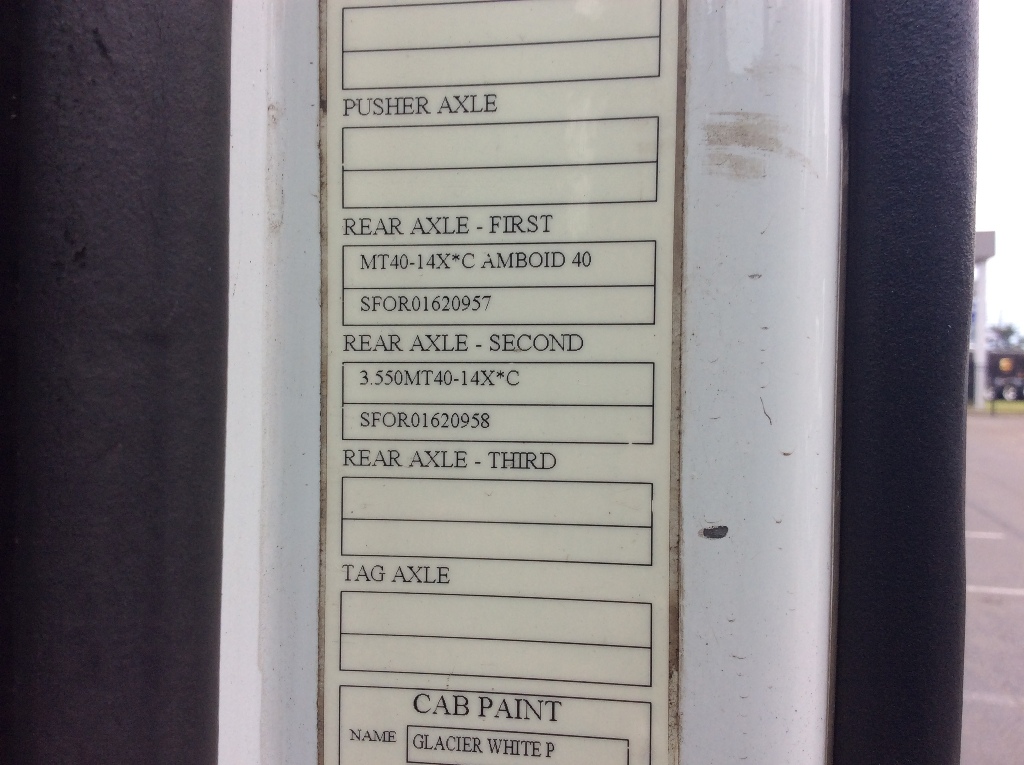 PUSHER AXLE
REAR AXLE - FIRST
MT40-14X*C AMBOID 40
SFOR01620957
REAR AXLE - SECOND
3.550MT40-14X*C
SFOR01620958
REAR AXLE - THIRD
TAG AXLE
CAB PAINT
NAME GLACIER WHITE P